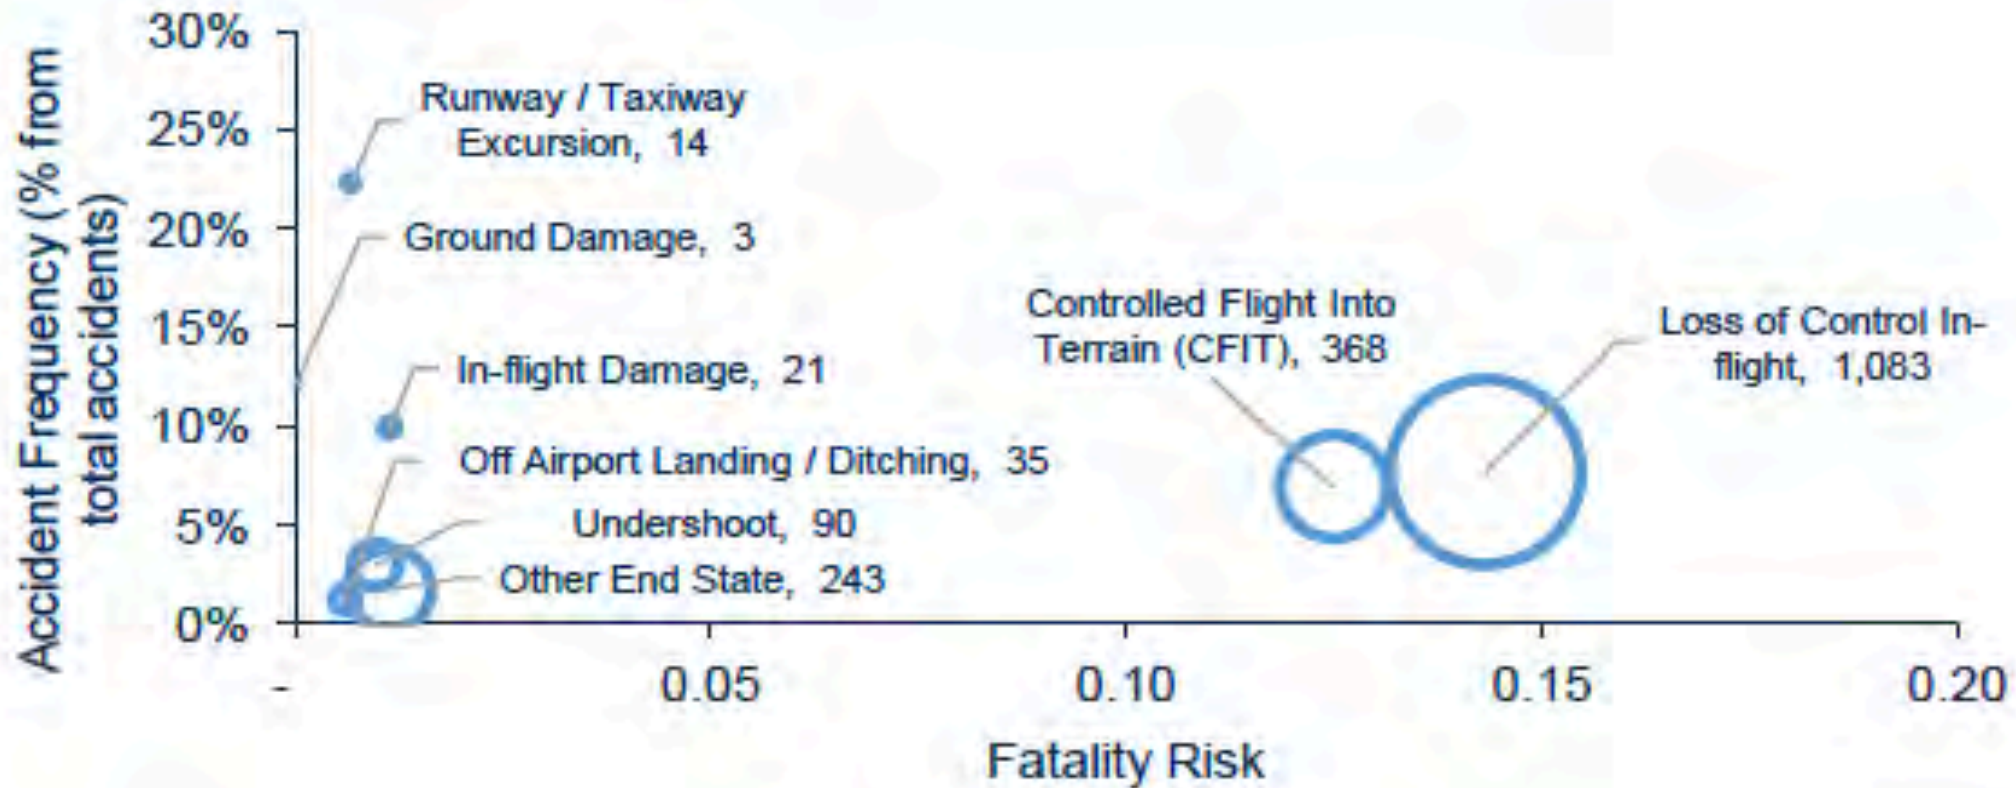 Accident Frequency (% from
total accidents)
30%
25%
20%
15%
10%
5%
0%
Runway / Taxiway
Excursion, 14
Ground Damage, 3
In-flight Damage, 21
Off Airport Landing / Ditching, 35
Undershoot, 90
Other End State, 243
Controlled Flight Into
Terrain (CFIT), 368
Loss of Control In-
flight, 1,083
-
0.05
0.10
0.15
0.20
Fatality Risk